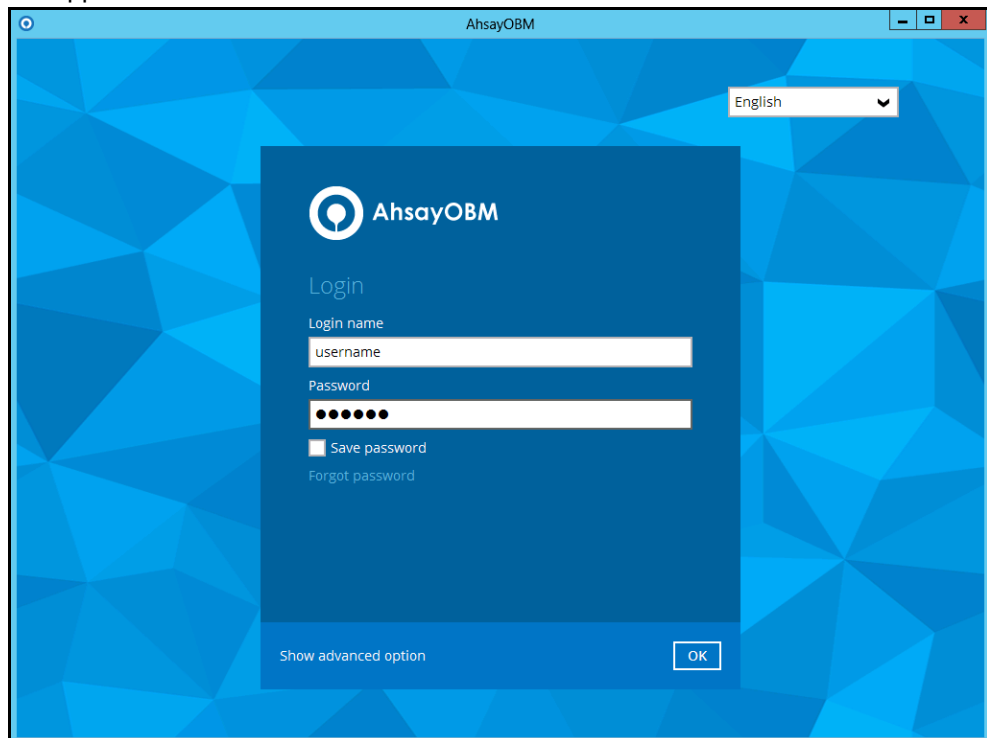 AhsayOBM
English
AhsayOBM
Login
Login name
username
Password
●●●●●●
Save password
Forgot password
Show advanced option
OK